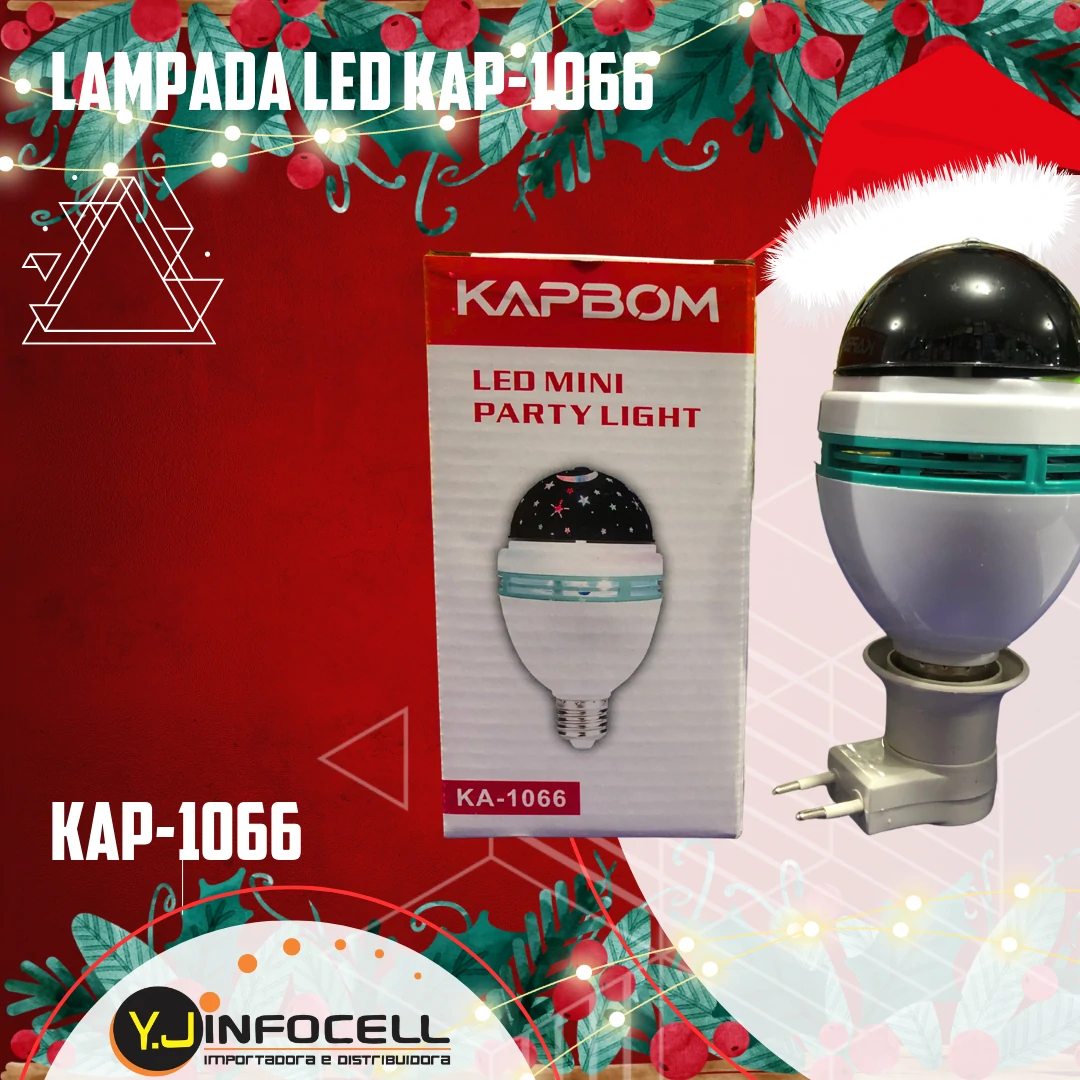 LAMPADA LED KAP-1066
KAPBOM
LED MINI
PARTY LIGHT
KA-1066
KAP-1066
Y.J INFOCELL
IMPORTADORA E DISTRIBUIDORA